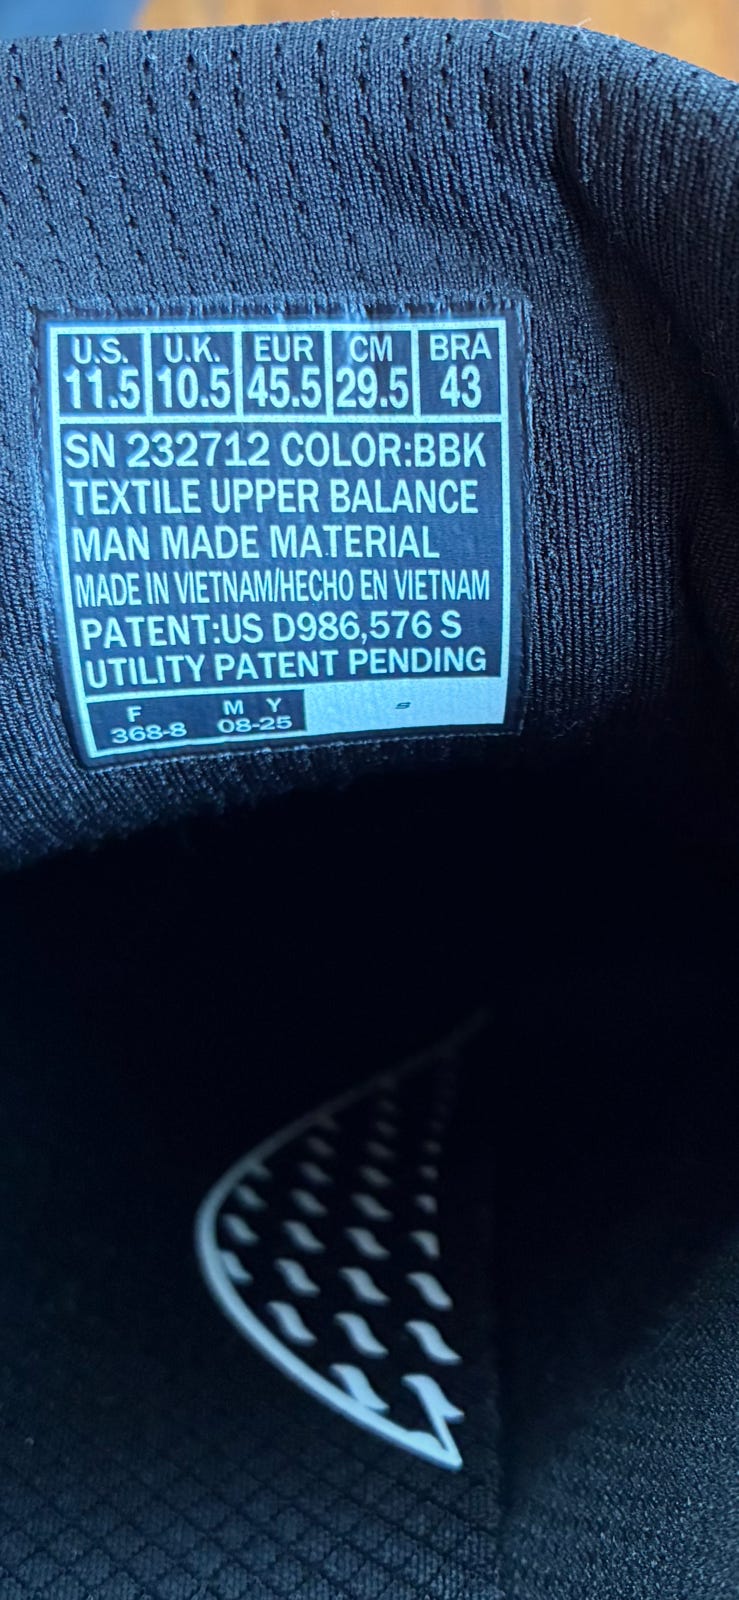 U.S. U.K. EUR CM BRA
11.5 10.5 45.5 29.5 43
SN 232712 COLOR:BBK
TEXTILE UPPER BALANCE
MAN MADE MATERIAL
MADE IN VIETNAM/HECHO EN VIETNAM
PATENT:US D986,576 S
UTILITY PATENT PENDING
F M Y
368-8 08-25